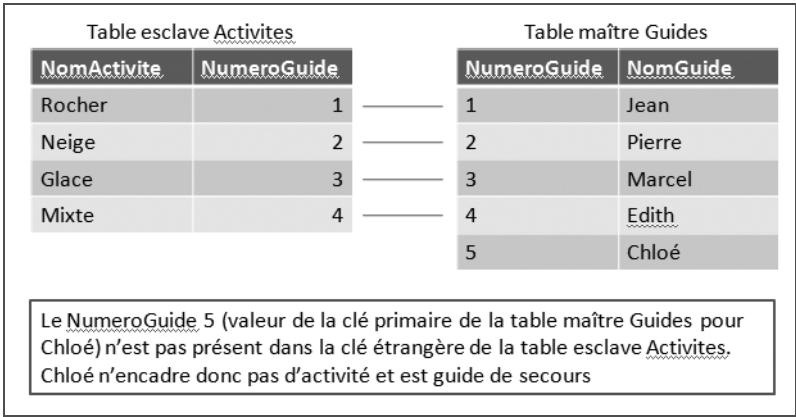 Table esclave Activites
Table maître Guides
NomActivite NumeroGuide
NumeroGuide NomGuide
Rocher 1
1 Jean
Neige 2
2 Pierre
Glace 3
3 Marcel
Mixte 4
4 Edith
5 Chloé
Le NumeroGuide 5 (valeur de la clé primaire de la table maître Guides pour
Chloé) n’est pas présent dans la clé étrangère de la table esclave Activites.
Chloé n’encadre donc pas d’activité et est guide de secours